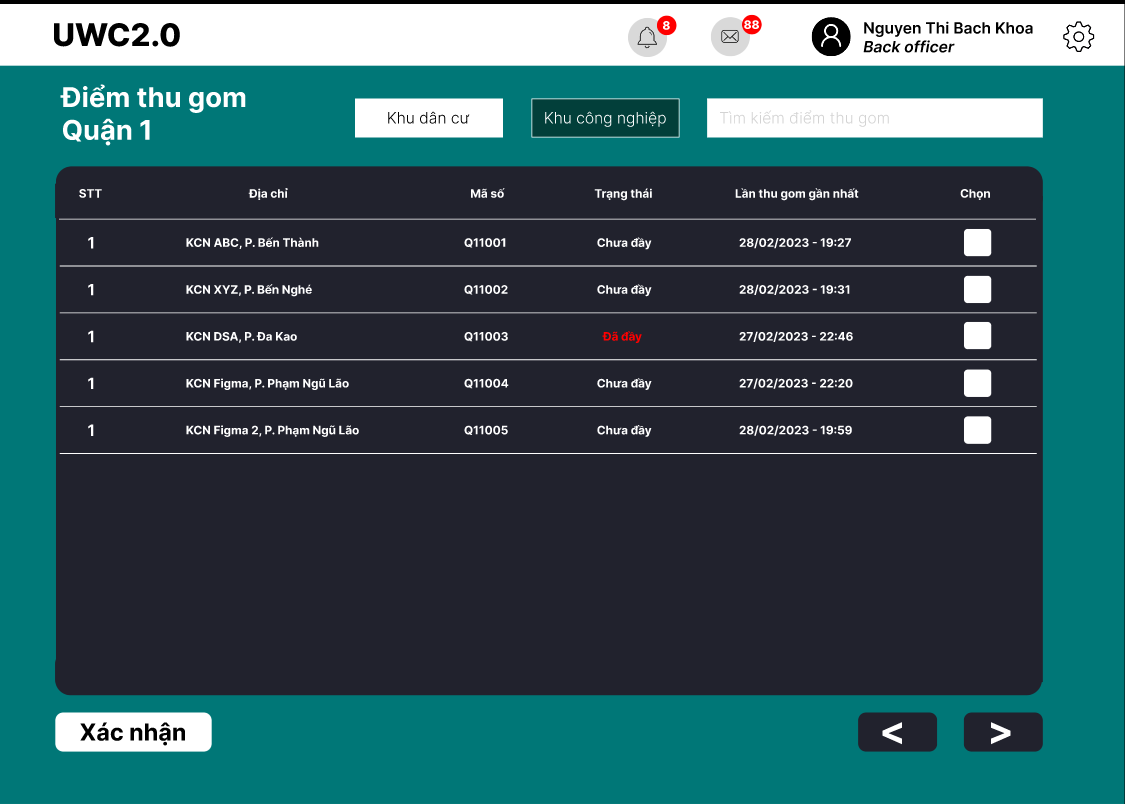 UWC2.0
8
88
Nguyen Thi Bach Khoa
Back officer
Điểm thu gom
Quận 1
Khu dân cư
Khu công nghiệp
Tìm kiếm điểm thu gom
STT Địa chỉ Mã số Trạng thái Lần thu gom gần nhất Chọn
1 KCN ABC, P. Bến Thành Q11001 Chưa đầy 28/02/2023 - 19:27
1 KCN XYZ, P. Bến Nghé Q11002 Chưa đầy 28/02/2023 - 19:31
1 KCN DSA, P. Đa Kao Q11003 Đã đầy 27/02/2023 - 22:46
1 KCN Figma, P. Phạm Ngũ Lão Q11004 Chưa đầy 27/02/2023 - 22:20
1 KCN Figma 2, P. Phạm Ngũ Lão Q11005 Chưa đầy 28/02/2023 - 19:59
Xác nhận
< >